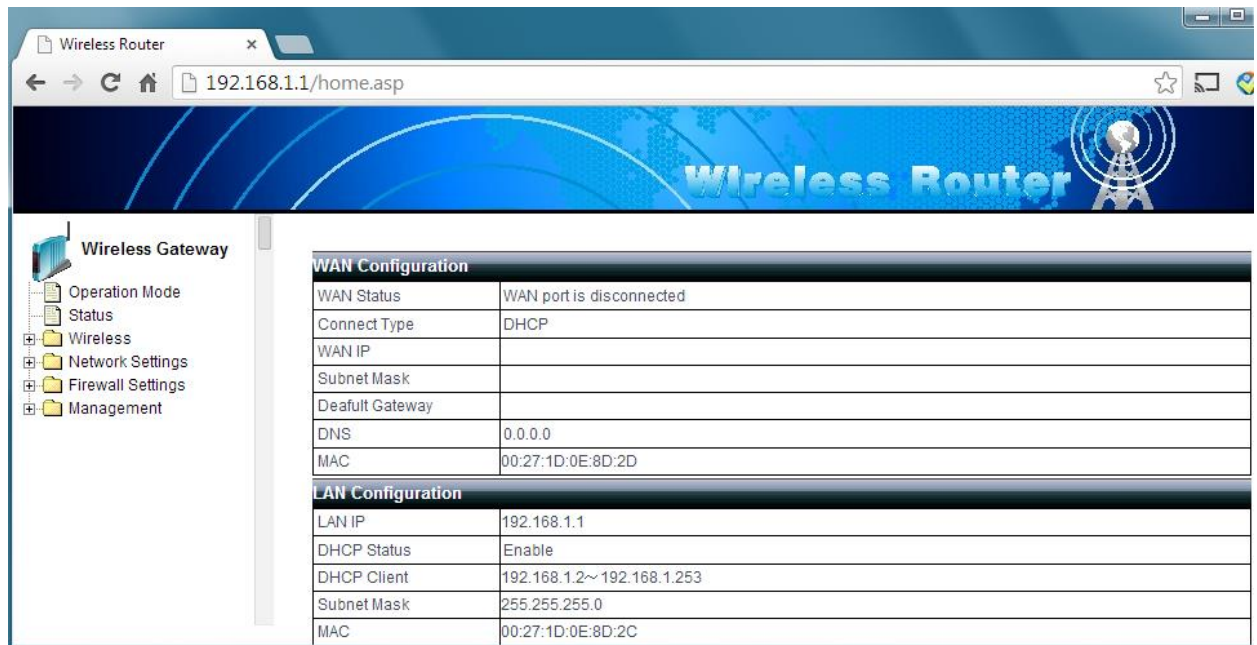 Wireless Router
192.168.1.1/home.asp
Wireless Router
Wireless Gateway
Operation Mode
Status
Wireless
Network Settings
Firewall Settings
Management
WAN Configuration
WAN Status WAN port is disconnected
Connect Type DHCP
WAN IP
Subnet Mask
Deafult Gateway
DNS 0.0.0.0
MAC 00:27:1D:0E:8D:2D
LAN Configuration
LAN IP 192.168.1.1
DHCP Status Enable
DHCP Client 192.168.1.2~192.168.1.253
Subnet Mask 255.255.255.0
MAC 00:27:1D:0E:8D:2C